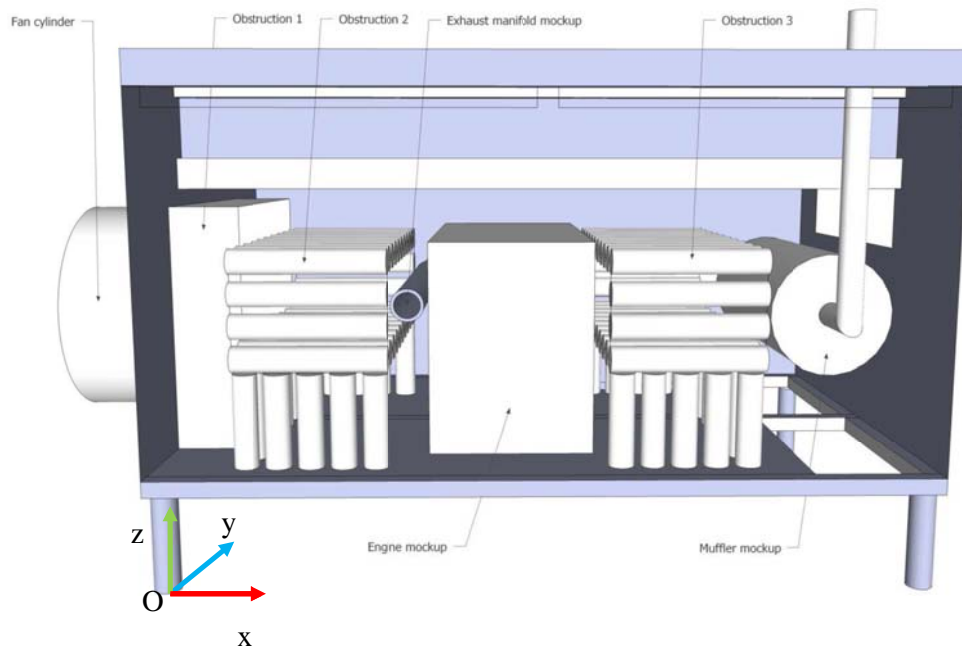 Fan cylinder
Obstruction 1
Obstruction 2
Exhaust manifold mockup
Obstruction 3
Engne mockup
Muffler mockup
z
y
O
x